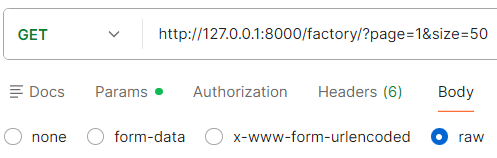 GET http://127.0.0.1:8000/factory/?page=1&size=50
Docs Params Authorization Headers (6) Body
none form-data x-www-form-urlencoded raw